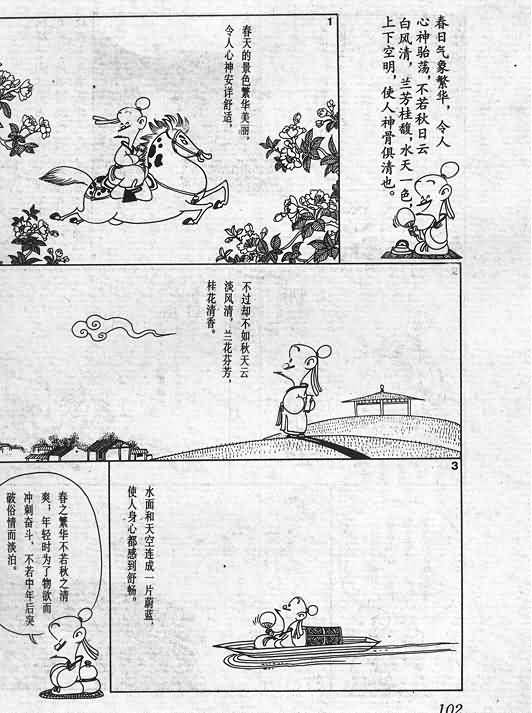 春日气象繁华，令人
心神骀荡，不若秋日云
白风清，兰芳桂馥，水天一色，
上下空明，使人神骨俱清也。
1
春天的景色繁华美丽，
令人心神安详舒适，
2
不过却不如秋天云
淡风清，兰花芬芳，
桂花清香。
3
水面和天空连成一片蔚蓝，
使人身心都感到舒畅。
春之繁华不若秋之清
爽；年轻时为了物欲而
冲刺奋斗，不若中年后突
破俗情而淡泊。
102